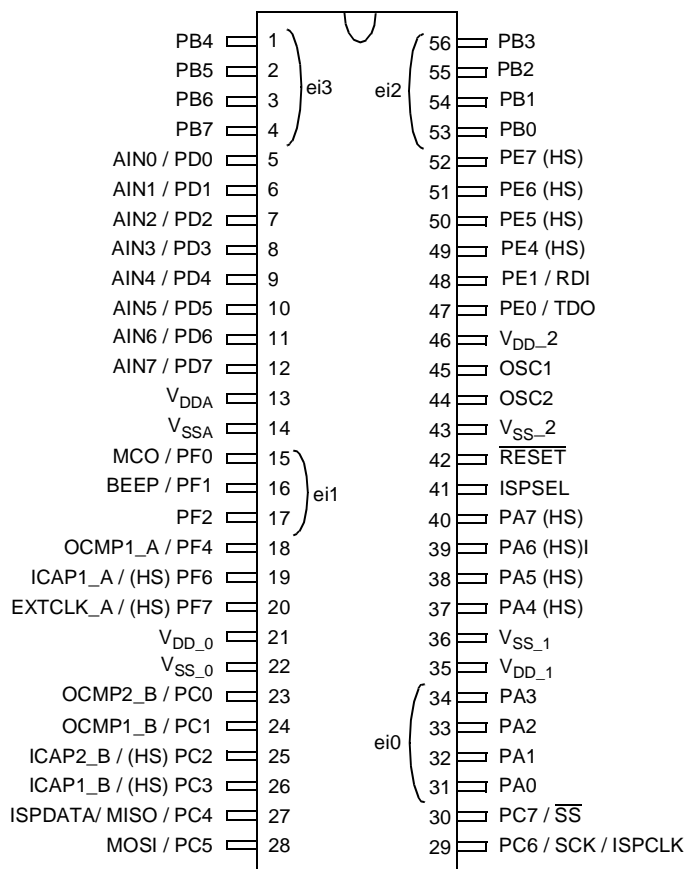 PB4 1 56 PB3
PB5 2 55 PB2
ei3 ei2
PB6 3 54 PB1
PB7 4 53 PB0
AIN0 / PD0 5 52 PE7 (HS)
AIN1 / PD1 6 51 PE6 (HS)
AIN2 / PD2 7 50 PE5 (HS)
AIN3 / PD3 8 49 PE4 (HS)
AIN4 / PD4 9 48 PE1 / RDI
AIN5 / PD5 10 47 PE0 / TDO
AIN6 / PD6 11 46 VDD_2
AIN7 / PD7 12 45 OSC1
VDDA 13 44 OSC2
VSSA 14 43 VSS_2
MCO / PF0 15 42 RESET
BEEP / PF1 16 ei1 41 ISPSEL
PF2 17 40 PA7 (HS)
OCMP1_A / PF4 18 39 PA6 (HS)I
ICAP1_A / (HS) PF6 19 38 PA5 (HS)
EXTCLK_A / (HS) PF7 20 37 PA4 (HS)
VDD_0 21 36 VSS_1
VSS_0 22 35 VDD_1
OCMP2_B / PC0 23 34 PA3
OCMP1_B / PC1 24 ei0 33 PA2
ICAP2_B / (HS) PC2 25 32 PA1
ICAP1_B / (HS) PC3 26 31 PA0
ISPDATA/ MISO / PC4 27 30 PC7 / SS
MOSI / PC5 28 29 PC6 / SCK / ISPCLK